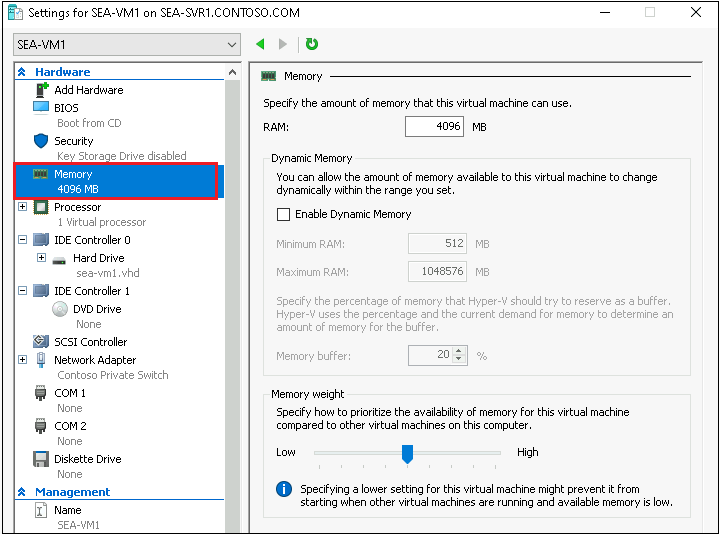 Settings for SEA-VM1 on SEA-SVR1.CONTOSO.COM
SEA-VM1
Hardware
Add Hardware
BIOS
Boot from CD
Security
Key Storage Drive disabled
Memory
4096 MB
Processor
1 Virtual processor
IDE Controller 0
Hard Drive
sea-vm1.vhd
IDE Controller 1
DVD Drive
None
SCSI Controller
Network Adapter
Contoso Private Switch
COM 1
None
COM 2
None
Diskette Drive
None
Management
Name
SEA-VM1
Memory
Specify the amount of memory that this virtual machine can use.
RAM: 4096 MB
Dynamic Memory
You can allow the amount of memory available to this virtual machine to change
dynamically within the range you set.
Enable Dynamic Memory
Minimum RAM: 512 MB
Maximum RAM: 1048576 MB
Specify the percentage of memory that Hyper-V should try to reserve as a buffer.
Hyper-V uses the percentage and the current demand for memory to determine an
amount of memory for the buffer.
Memory buffer: 20 %
Memory weight
Specify how to prioritize the availability of memory for this virtual machine
compared to other virtual machines on this computer.
Low High
Specifying a lower setting for this virtual machine might prevent it from
starting when other virtual machines are running and available memory is low.